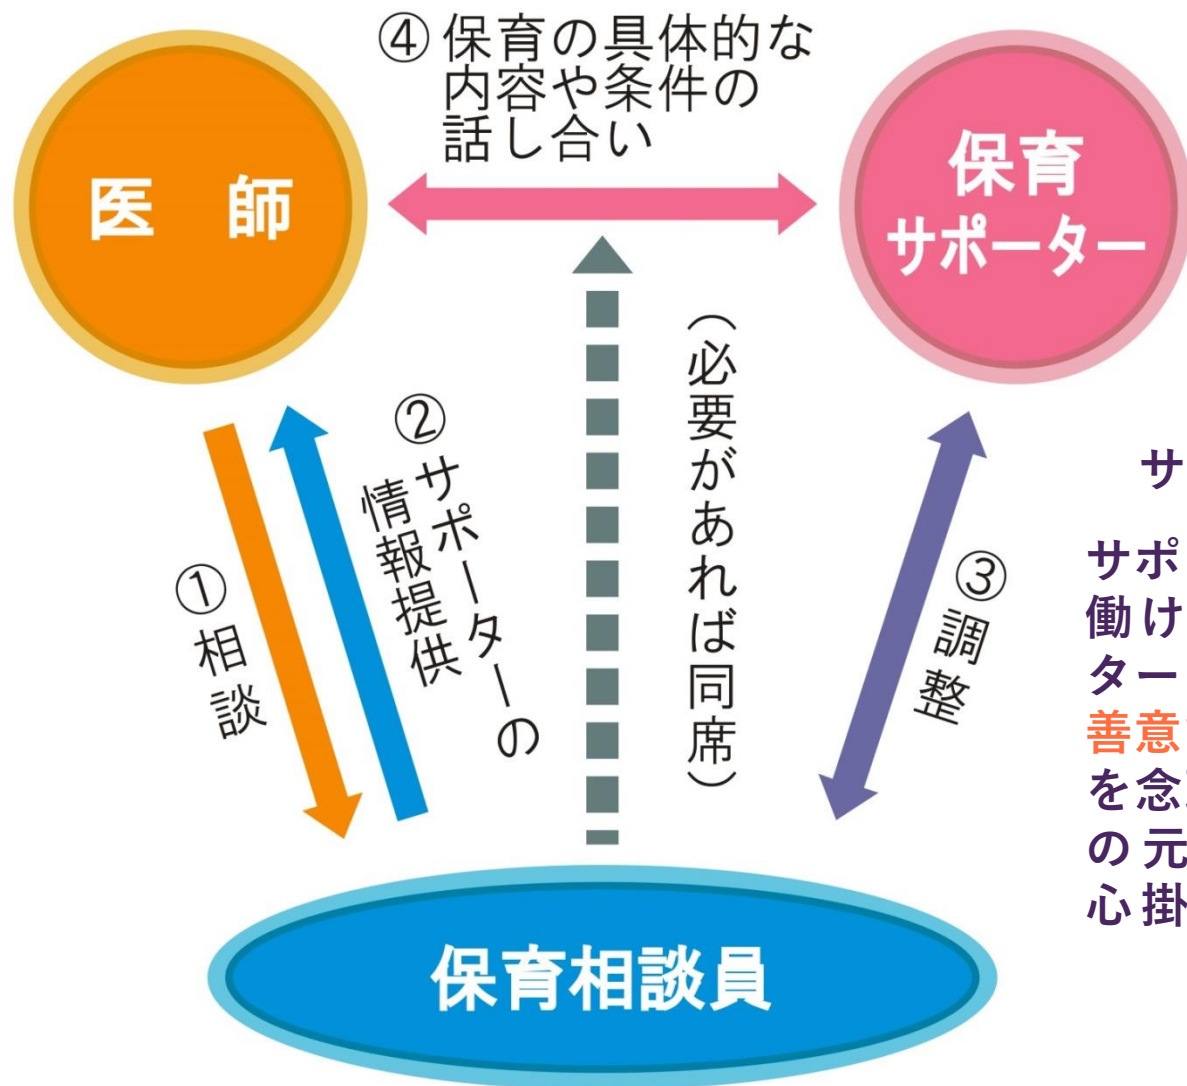 ④保育の具体的な
内容や条件の
話し合い
医 師
保育
サポーター
①相談
②サポーターの
情報提供
(必要があれば同席)
③調整
保育相談員
サ
サポ
働け
ター
善意
を念
の元
心掛